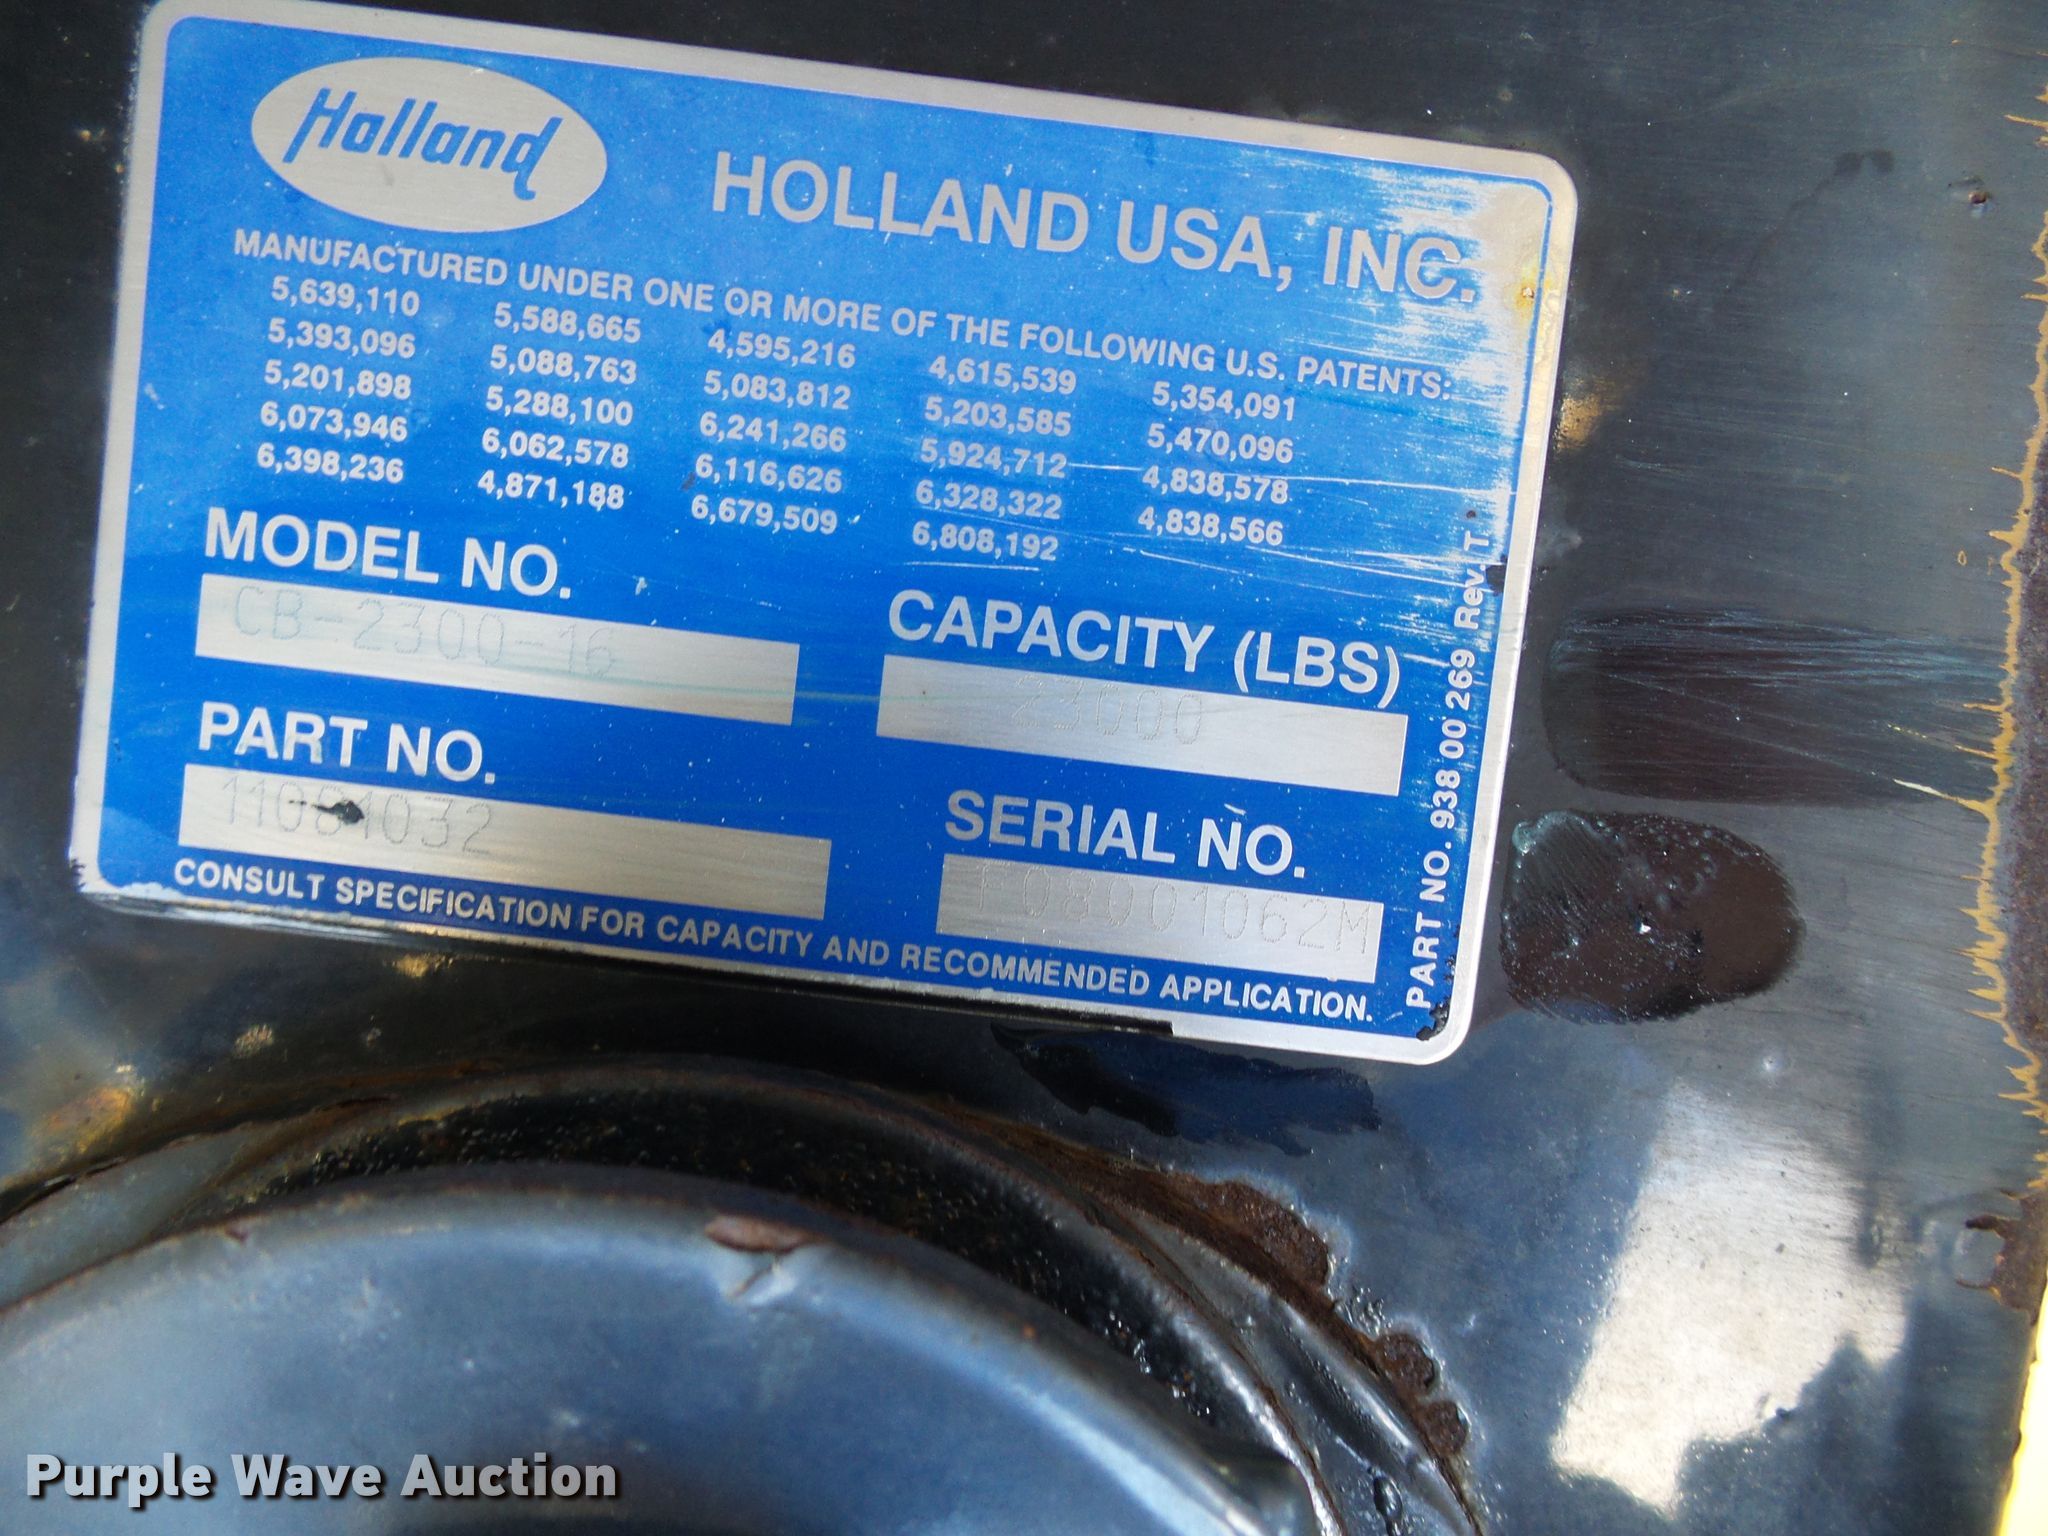 Holland
HOLLAND USA, INC.
MANUFACTURED UNDER ONE OR MORE OF THE FOLLOWING U.S. PATENTS:
5,639,110 5,588,665 4,595,216 4,615,539 5,354,091
5,393,096 5,088,763 5,083,812 5,203,585 5,470,096
5,201,898 5,288,100 6,241,266 5,924,712 4,838,578
6,073,946 6,062,578 6,116,626 6,328,322 4,838,566
6,398,236 4,871,188 6,679,509 6,808,192
MODEL NO.
CB-2300-16
CAPACITY (LBS)
23000
PART NO.
11081032
SERIAL NO.
F08001062M
CONSULT SPECIFICATION FOR CAPACITY AND RECOMMENDED APPLICATION.
PART NO. 938 00 269 Rev. T
Purple Wave Auction